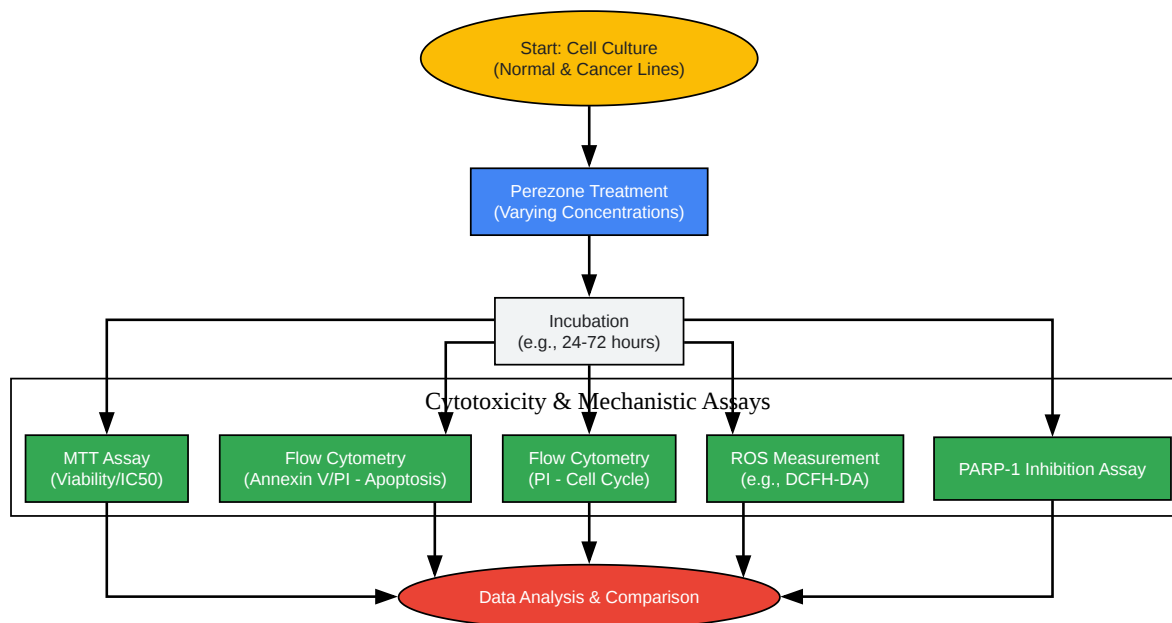 Start: Cell Culture
(Normal & Cancer Lines)
Perezone Treatment
(Varying Concentrations)
Incubation
(e.g., 24-72 hours)
Cytotoxicity & Mechanistic Assays
MTT Assay
(Viability/IC50)
Flow Cytometry
(Annexin V/PI - Apoptosis)
Flow Cytometry
(PI - Cell Cycle)
ROS Measurement
(e.g., DCFH-DA)
PARP-1 Inhibition Assay
Data Analysis & Comparison